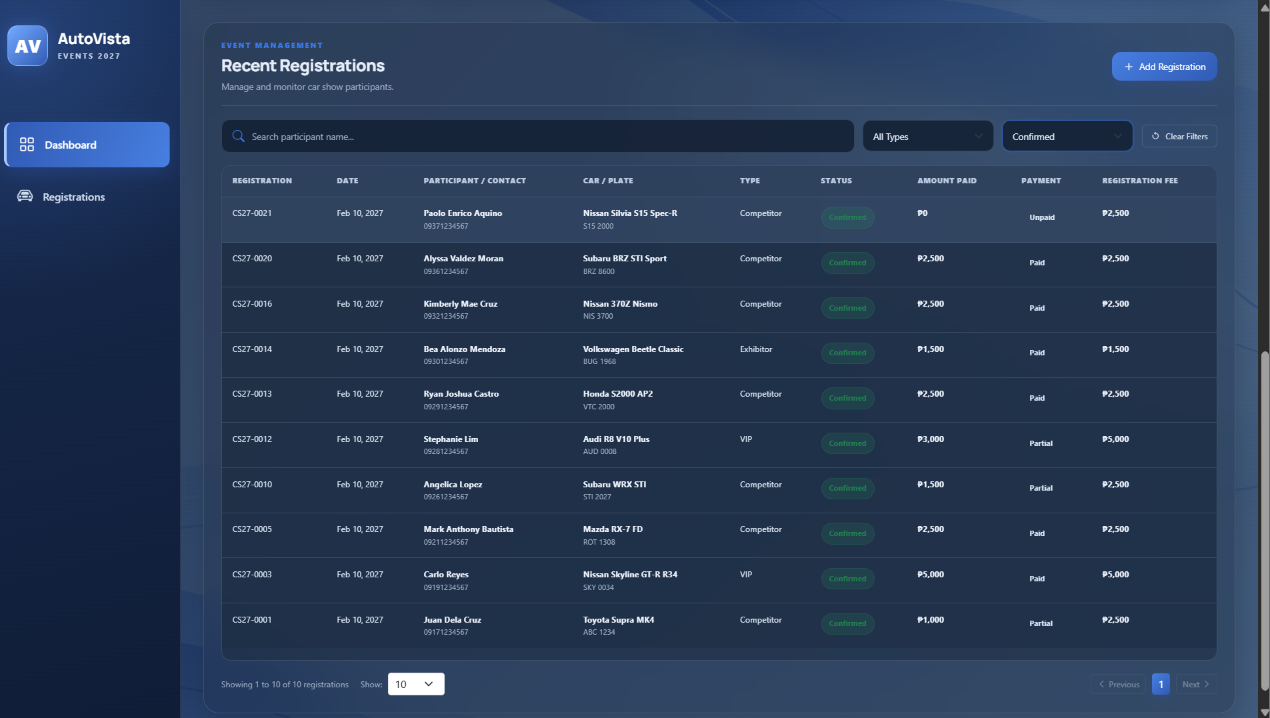 AV AutoVista
EVENTS 2027
Dashboard
Registrations
EVENT MANAGEMENT
Recent Registrations
Manage and monitor car show participants.
+ Add Registration
Search participant name...
All Types
Confirmed
Clear Filters
REGISTRATION DATE PARTICIPANT / CONTACT CAR / PLATE TYPE STATUS AMOUNT PAID PAYMENT REGISTRATION FEE
CS27-0021 Feb 10, 2027 Paolo Enrico Aquino Nissan Silvia S15 Spec-R Competitor Confirmed ₱0 Unpaid ₱2,500
09371234567 S15 2000
CS27-0020 Feb 10, 2027 Alyssa Valdez Moran Subaru BRZ STI Sport Competitor Confirmed ₱2,500 Paid ₱2,500
09361234567 BRZ 8600
CS27-0016 Feb 10, 2027 Kimberly Mae Cruz Nissan 370Z Nismo Competitor Confirmed ₱2,500 Paid ₱2,500
09321234567 NIS 3700
CS27-0014 Feb 10, 2027 Bea Alonzo Mendoza Volkswagen Beetle Classic Exhibitor Confirmed ₱1,500 Paid ₱1,500
09301234567 BUG 1968
CS27-0013 Feb 10, 2027 Ryan Joshua Castro Honda S2000 AP2 Competitor Confirmed ₱2,500 Paid ₱2,500
09291234567 VTC 2000
CS27-0012 Feb 10, 2027 Stephanie Lim Audi R8 V10 Plus VIP Confirmed ₱3,000 Partial ₱5,000
09281234567 AUD 0008
CS27-0010 Feb 10, 2027 Angelica Lopez Subaru WRX STI Competitor Confirmed ₱1,500 Partial ₱2,500
09261234567 STI 2027
CS27-0005 Feb 10, 2027 Mark Anthony Bautista Mazda RX-7 FD Competitor Confirmed ₱2,500 Paid ₱2,500
09211234567 ROT 1308
CS27-0003 Feb 10, 2027 Carlo Reyes Nissan Skyline GT-R R34 VIP Confirmed ₱5,000 Paid ₱5,000
09191234567 SKY 0034
CS27-0001 Feb 10, 2027 Juan Dela Cruz Toyota Supra MK4 Competitor Confirmed ₱1,000 Partial ₱2,500
09171234567 ABC 1234
Showing 1 to 10 of 10 registrations Show: 10 Previous 1 Next